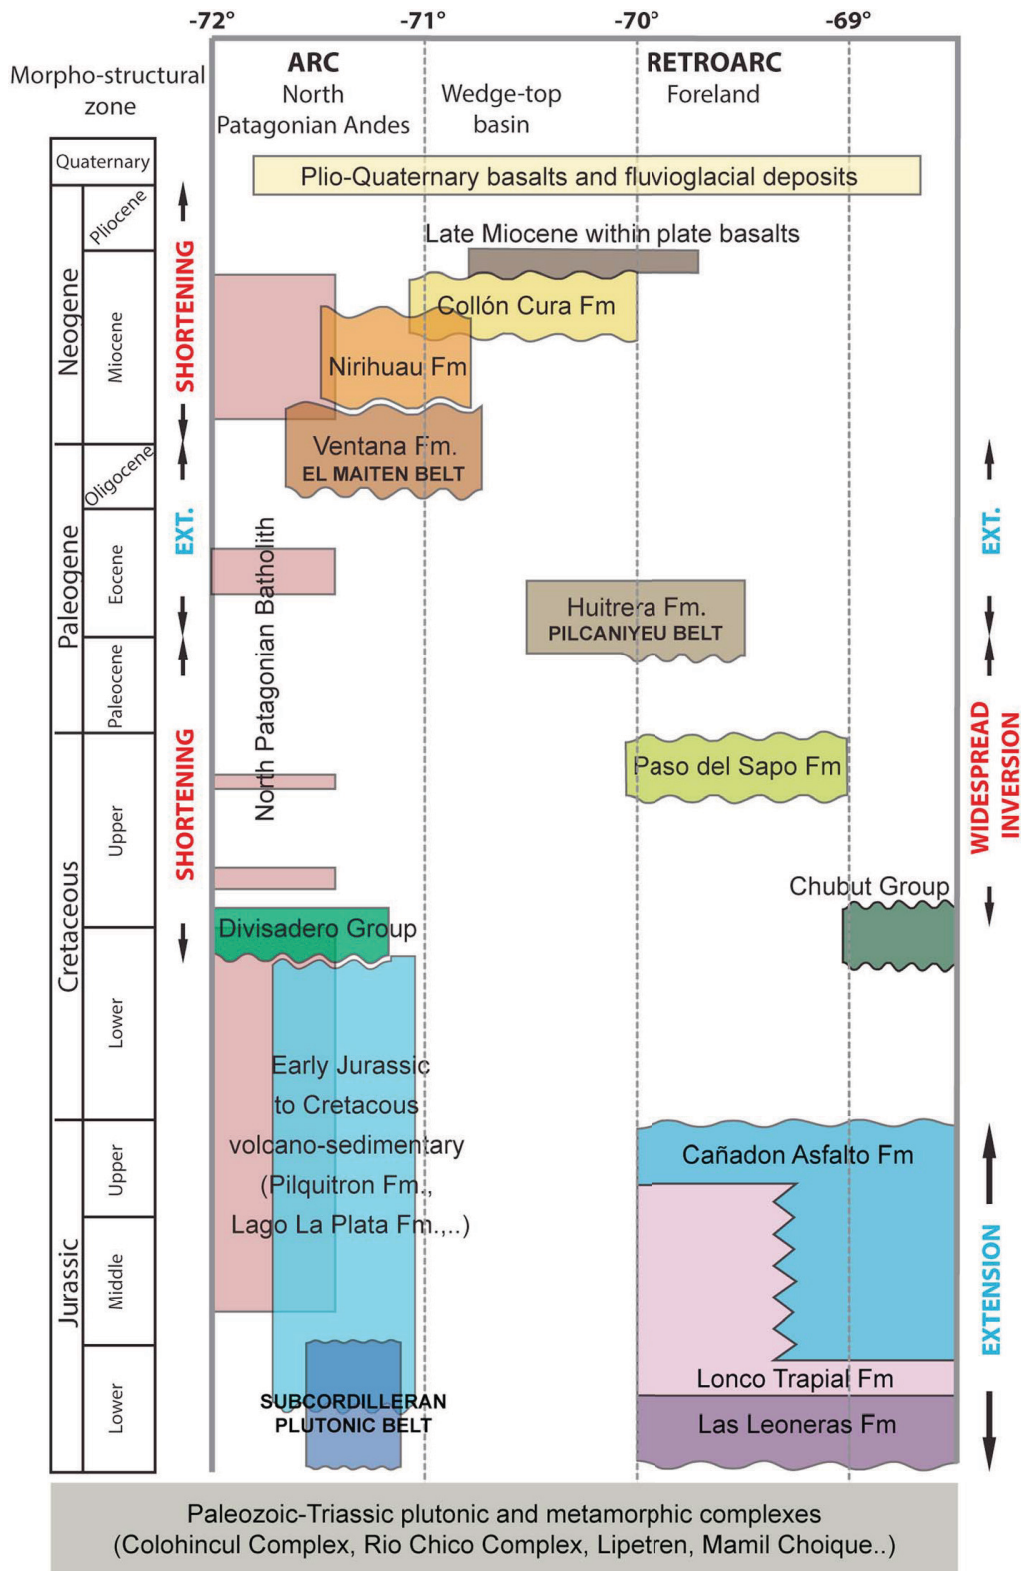 -72°
-71°
-70°
-69°
Morpho-structural
zone
ARC
North
Patagonian Andes
Wedge-top
basin
RETROARC
Foreland
Quaternary
Plio-Quaternary basalts and fluvioglacial deposits
Neogene
Pliocene
Miocene
SHORTENING
Late Miocene within plate basalts
Collón Cura Fm
Nirihuau Fm
Ventana Fm.
EL MAITEN BELT
Paleogene
Oligocene
Eocene
Paleocene
EXT.
EXT.
North Patagonian Batholith
Huitrera Fm.
PILCANIYEU BELT
Cretaceous
Upper
Lower
SHORTENING
Paso del Sapo Fm
WIDESPREAD
INVERSION
Chubut Group
Divisadero Group
Early Jurassic
to Cretacous
volcano-sedimentary
(Pilquitron Fm.,
Lago La Plata Fm.,..)
Jurassic
Upper
Middle
Lower
Cañadon Asfalto Fm
EXTENSION
Lonco Trapial Fm
Las Leoneras Fm
SUBCORDILLERAN
PLUTONIC BELT
Paleozoic-Triassic plutonic and metamorphic complexes
(Colohincul Complex, Rio Chico Complex, Lipetren, Mamil Choique..)